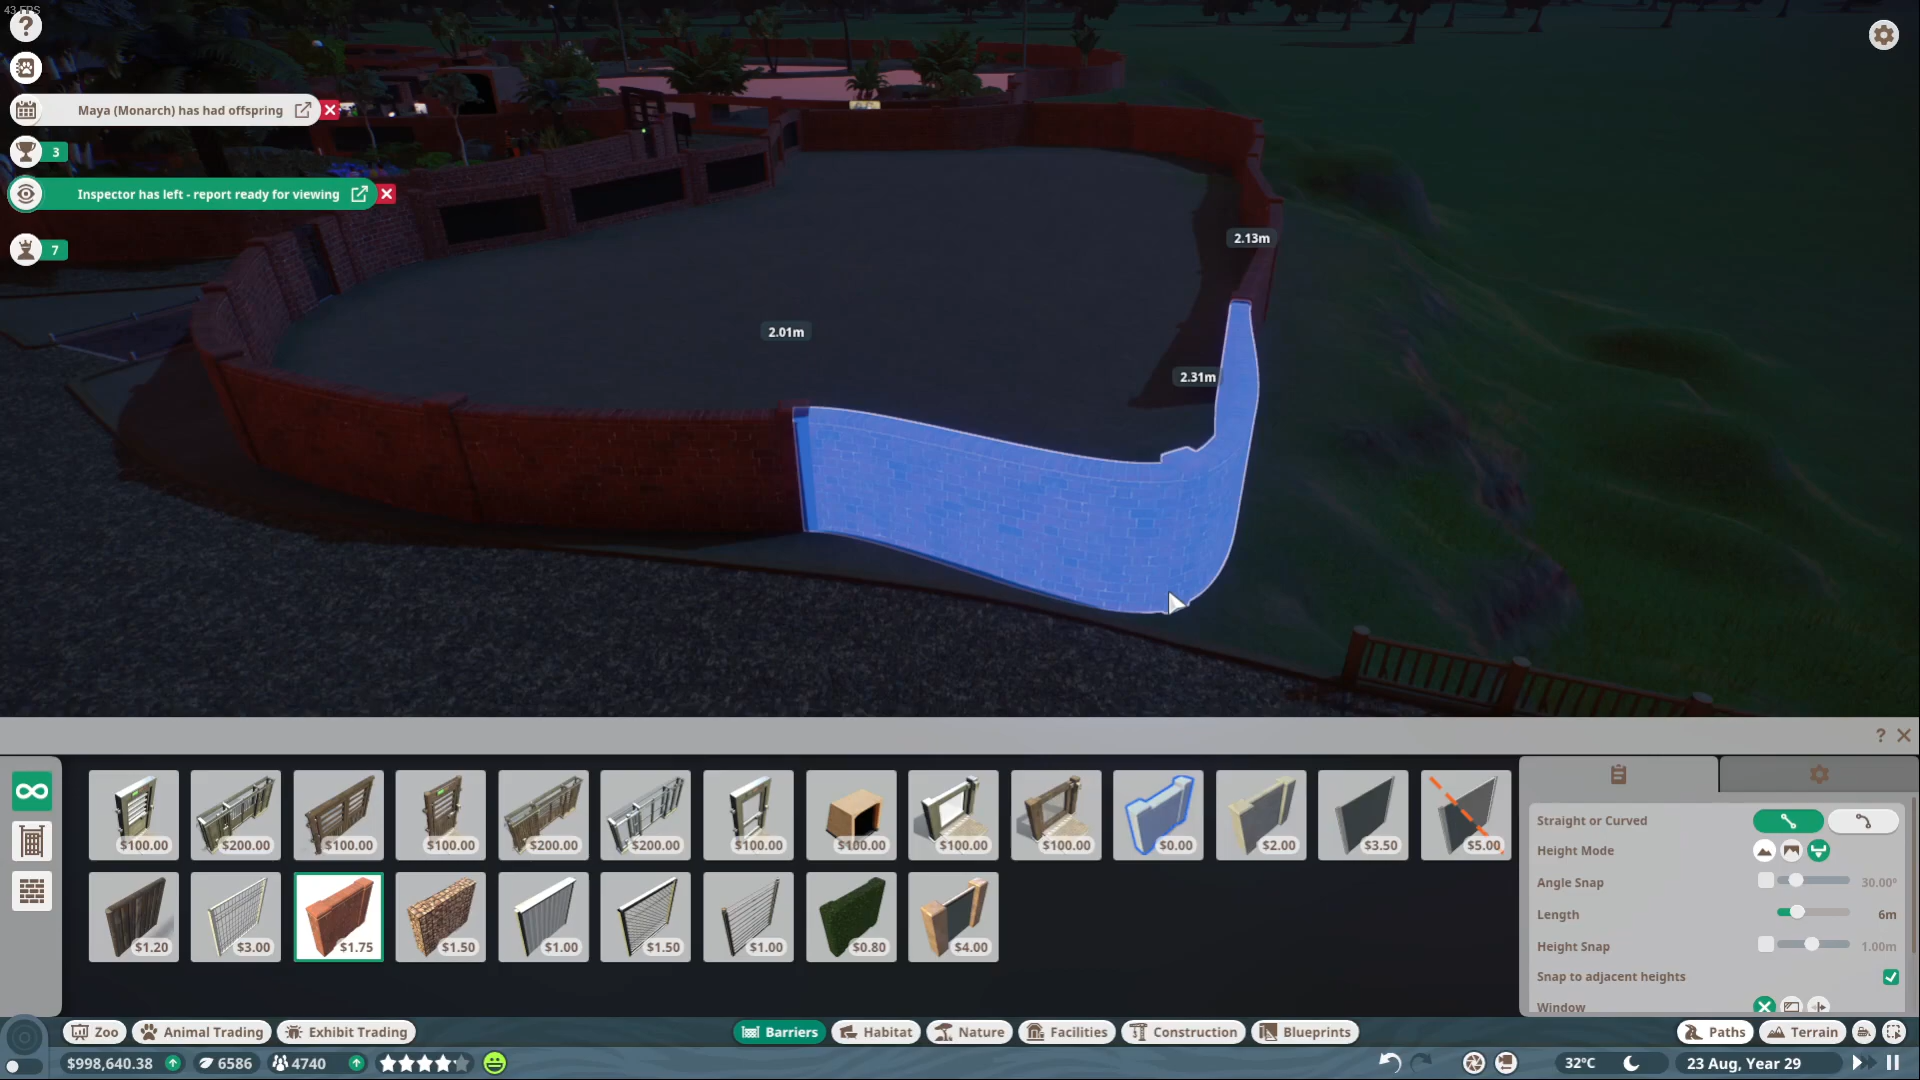 43 FPS
Maya (Monarch) has had offspring
3
Inspector has left - report ready for viewing
7
2.13m
2.01m
2.31m
$100.00 $200.00 $100.00 $100.00 $200.00 $200.00 $100.00 $100.00 $100.00 $100.00 $0.00 $2.00 $3.50 $5.00
$1.20 $3.00 $1.75 $1.50 $1.00 $1.50 $1.00 $0.80 $4.00
Straight or Curved
Height Mode
Angle Snap 30.00°
Length 6m
Height Snap 1.00m
Snap to adjacent heights
Window
Zoo Animal Trading Exhibit Trading Barriers Habitat Nature Facilities Construction Blueprints Paths Terrain
$998,640.38 6586 4740 32°C 23 Aug, Year 29